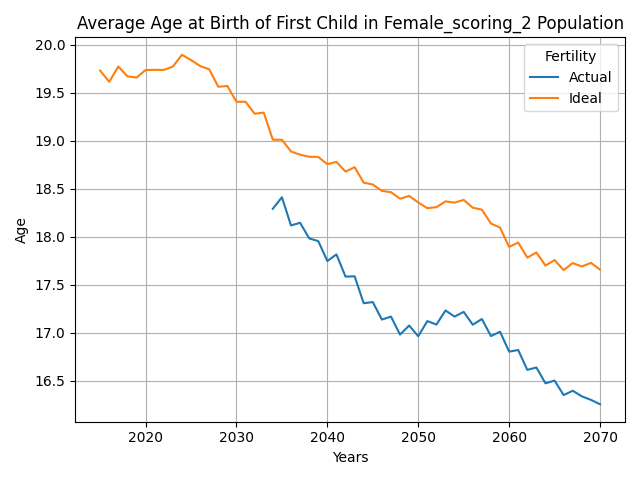 Average Age at Birth of First Child in Female_scoring_2 Population
Fertility
Actual
Ideal
Age
20.0
19.5
19.0
18.5
18.0
17.5
17.0
16.5
2020 2030 2040 2050 2060 2070
Years